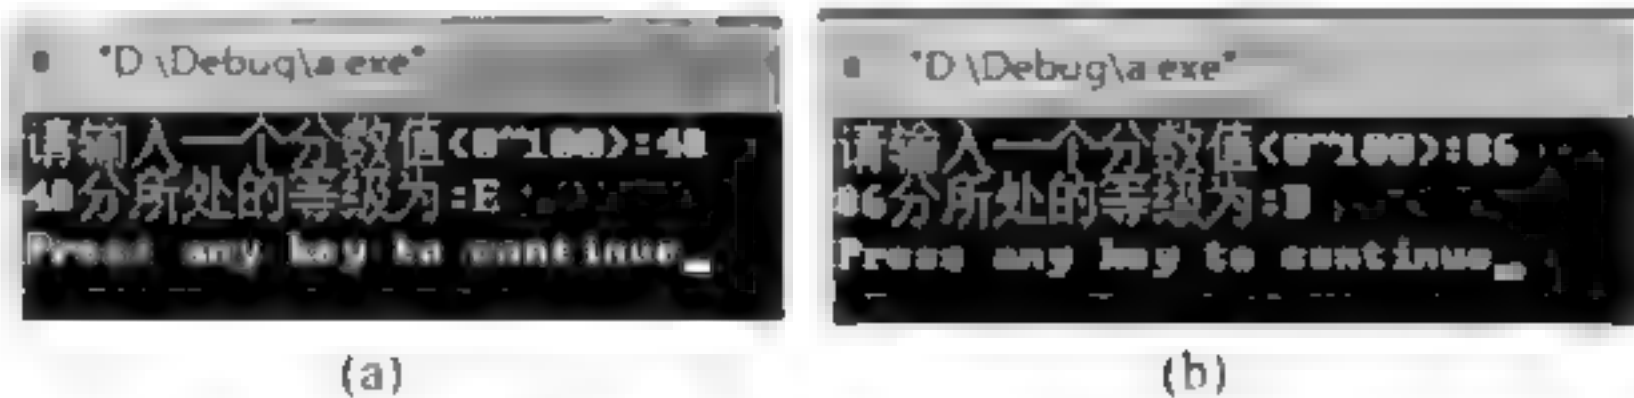 "D:\Debug\a.exe"
请输入一个分数值(0~100):40
40分所处的等级为:E
Press any key to continue_
(a)
"D:\Debug\a.exe"
请输入一个分数值(0~100):86
86分所处的等级为:B
Press any key to continue_
(b)